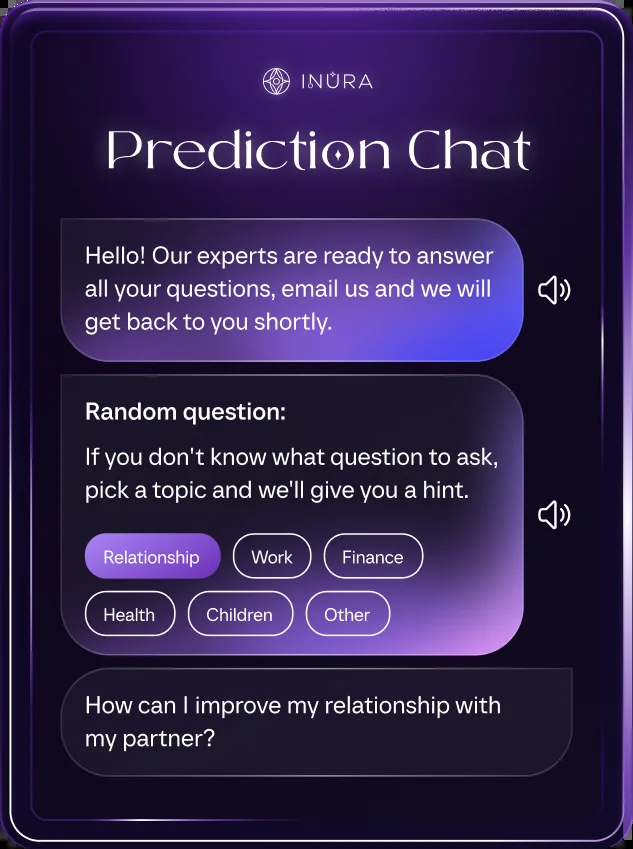 INURA
Prediction Chat
Hello! Our experts are ready to answer
all your questions, email us and we will
get back to you shortly.
Random question:
If you don't know what question to ask,
pick a topic and we'll give you a hint.
Relationship Work Finance
Health Children Other
How can I improve my relationship with
my partner?